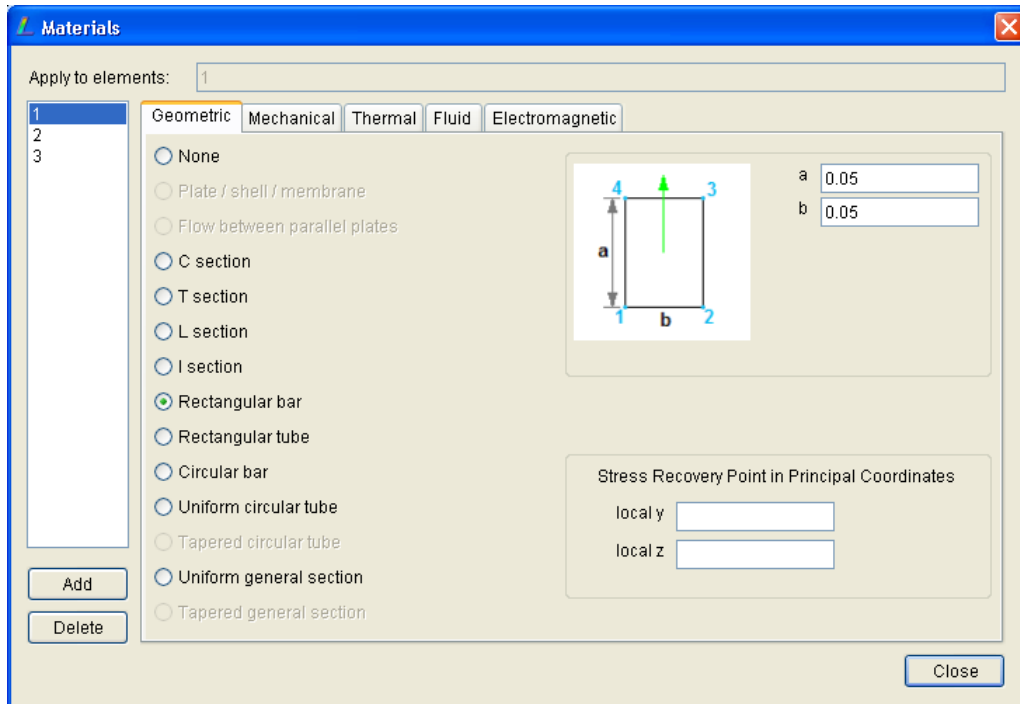 Materials
Apply to elements: 1
1
2
3
Geometric Mechanical Thermal Fluid Electromagnetic
None
Plate / shell / membrane
Flow between parallel plates
C section
T section
L section
I section
Rectangular bar
Rectangular tube
Circular bar
Uniform circular tube
Tapered circular tube
Uniform general section
Tapered general section
4 3
a
1 b 2
a 0.05
b 0.05
Stress Recovery Point in Principal Coordinates
local y
local z
Add
Delete
Close